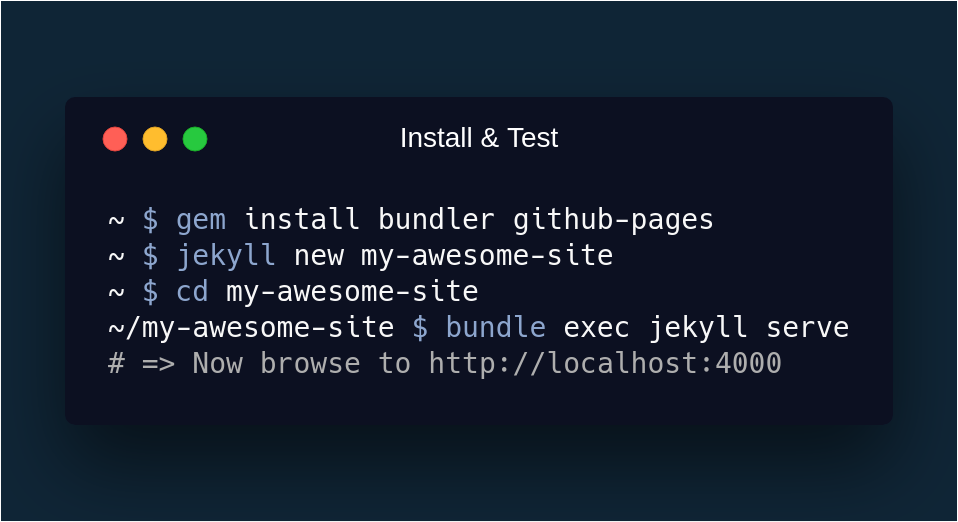 Install & Test
~ $ gem install bundler github-pages
~ $ jekyll new my-awesome-site
~ $ cd my-awesome-site
~/my-awesome-site $ bundle exec jekyll serve
# => Now browse to http://localhost:4000